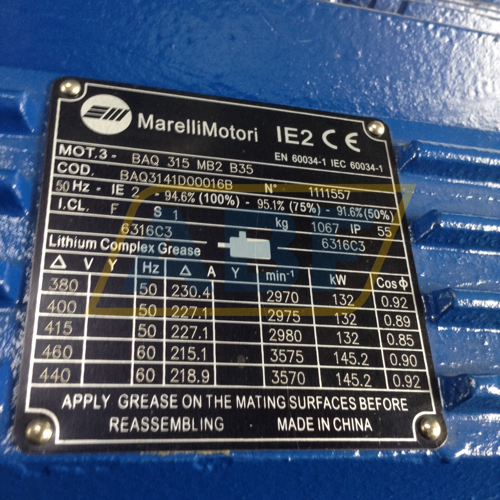 MarelliMotori IE2 CE
EN 60034-1 IEC 60034-1
MOT.3~ BAQ 315 MB2 B35
COD. BAQ3141D00016B N° 1111557
50 Hz - IE 2 - 94.6% (100%) - 95.1% (75%) - 91.6% (50%)
I.CL. F S 1 kg 1067 IP 55
6316C3 6316C3
Lithium Complex Grease
Δ V Y Hz Δ A Y min-1 kW Cosϕ
380 50 230.4 2970 132 0.92
400 50 227.1 2975 132 0.89
415 50 227.1 2980 132 0.85
460 60 215.1 3575 145.2 0.90
440 60 218.9 3570 145.2 0.92
APPLY GREASE ON THE MATING SURFACES BEFORE
REASSEMBLING MADE IN CHINA